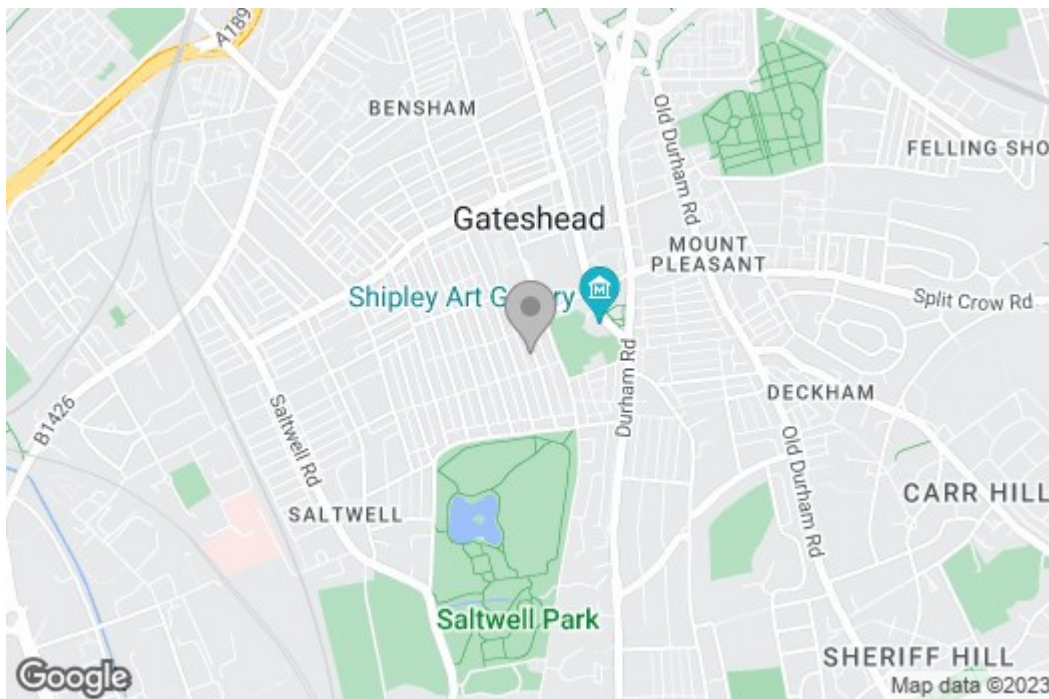 A189
BENSHAM
Old Durham Rd
FELLING SHO
Gateshead
MOUNT
PLEASANT
Shipley Art G ery
Split Crow Rd
Durham Rd
DECKHAM
B1426
Saltwell Rd
Old Durham Rd
CARR HILL
SALTWELL
Saltwell Park
SHERIFF HILL
Google
Map data ©2023